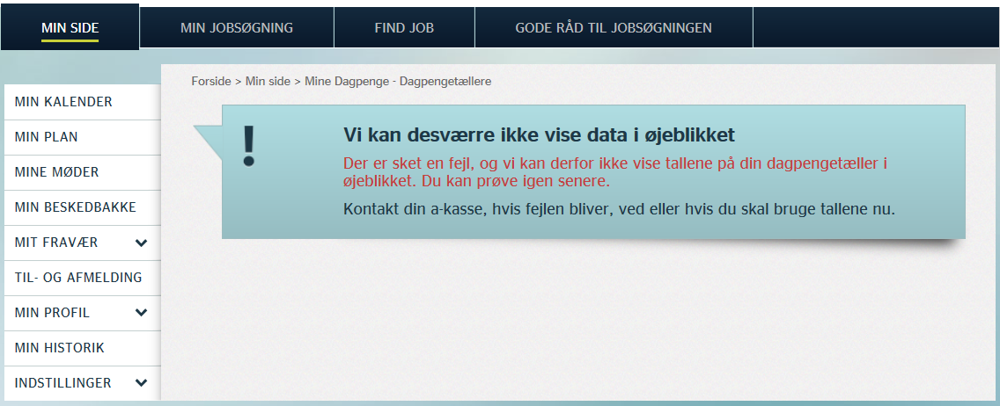 MIN SIDE
MIN JOBSØGNING
FIND JOB
GODE RÅD TIL JOBSØGNINGEN
MIN KALENDER
MIN PLAN
MINE MØDER
MIN BESKEDBAKKE
MIT FRAVÆR
TIL- OG AFMELDING
MIN PROFIL
MIN HISTORIK
INDSTILLINGER
Forside > Min side > Mine Dagpenge - Dagpengetællere
Vi kan desværre ikke vise data i øjeblikket
Der er sket en fejl, og vi kan derfor ikke vise tallene på din dagpengetæller i
øjeblikket. Du kan prøve igen senere.
Kontakt din a-kasse, hvis fejlen bliver, ved eller hvis du skal bruge tallene nu.